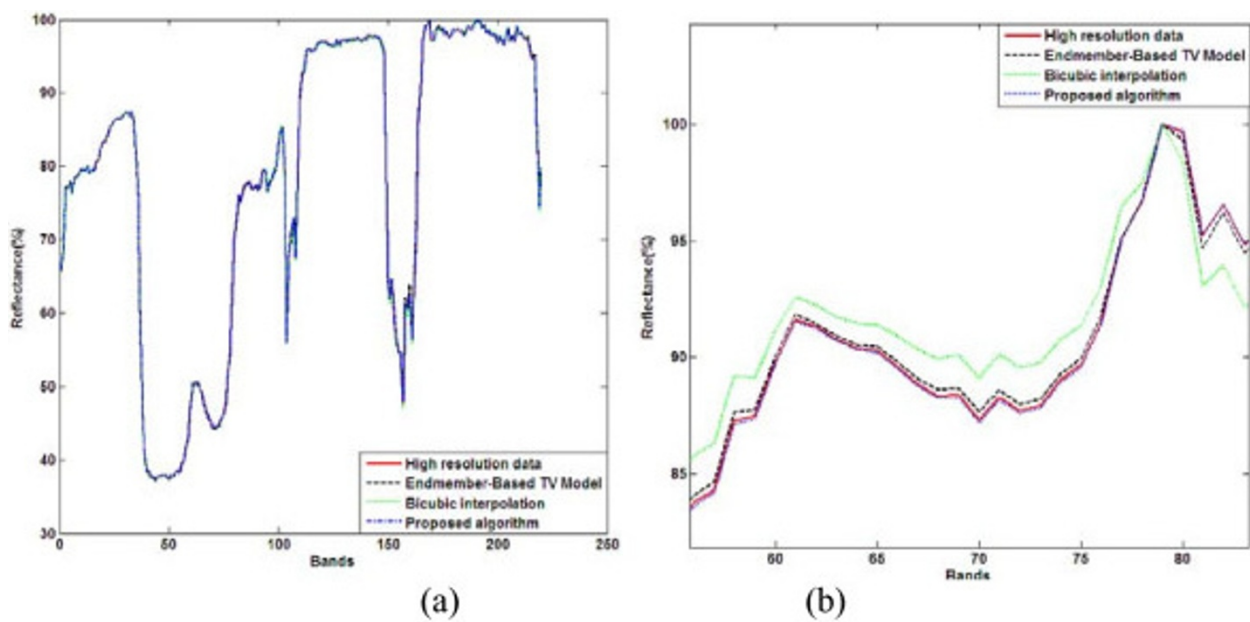 100
90
80
70
60
50
40
30
0
50
100
150
200
250
Reflectance(%)
Bands
High resolution data
Endmember-Based TV Model
Bicubic interpolation
Proposed algorithm
(a)
100
95
90
85
60
65
70
75
80
Reflectance(%)
Bands
High resolution data
Endmember-Based TV Model
Bicubic interpolation
Proposed algorithm
(b)